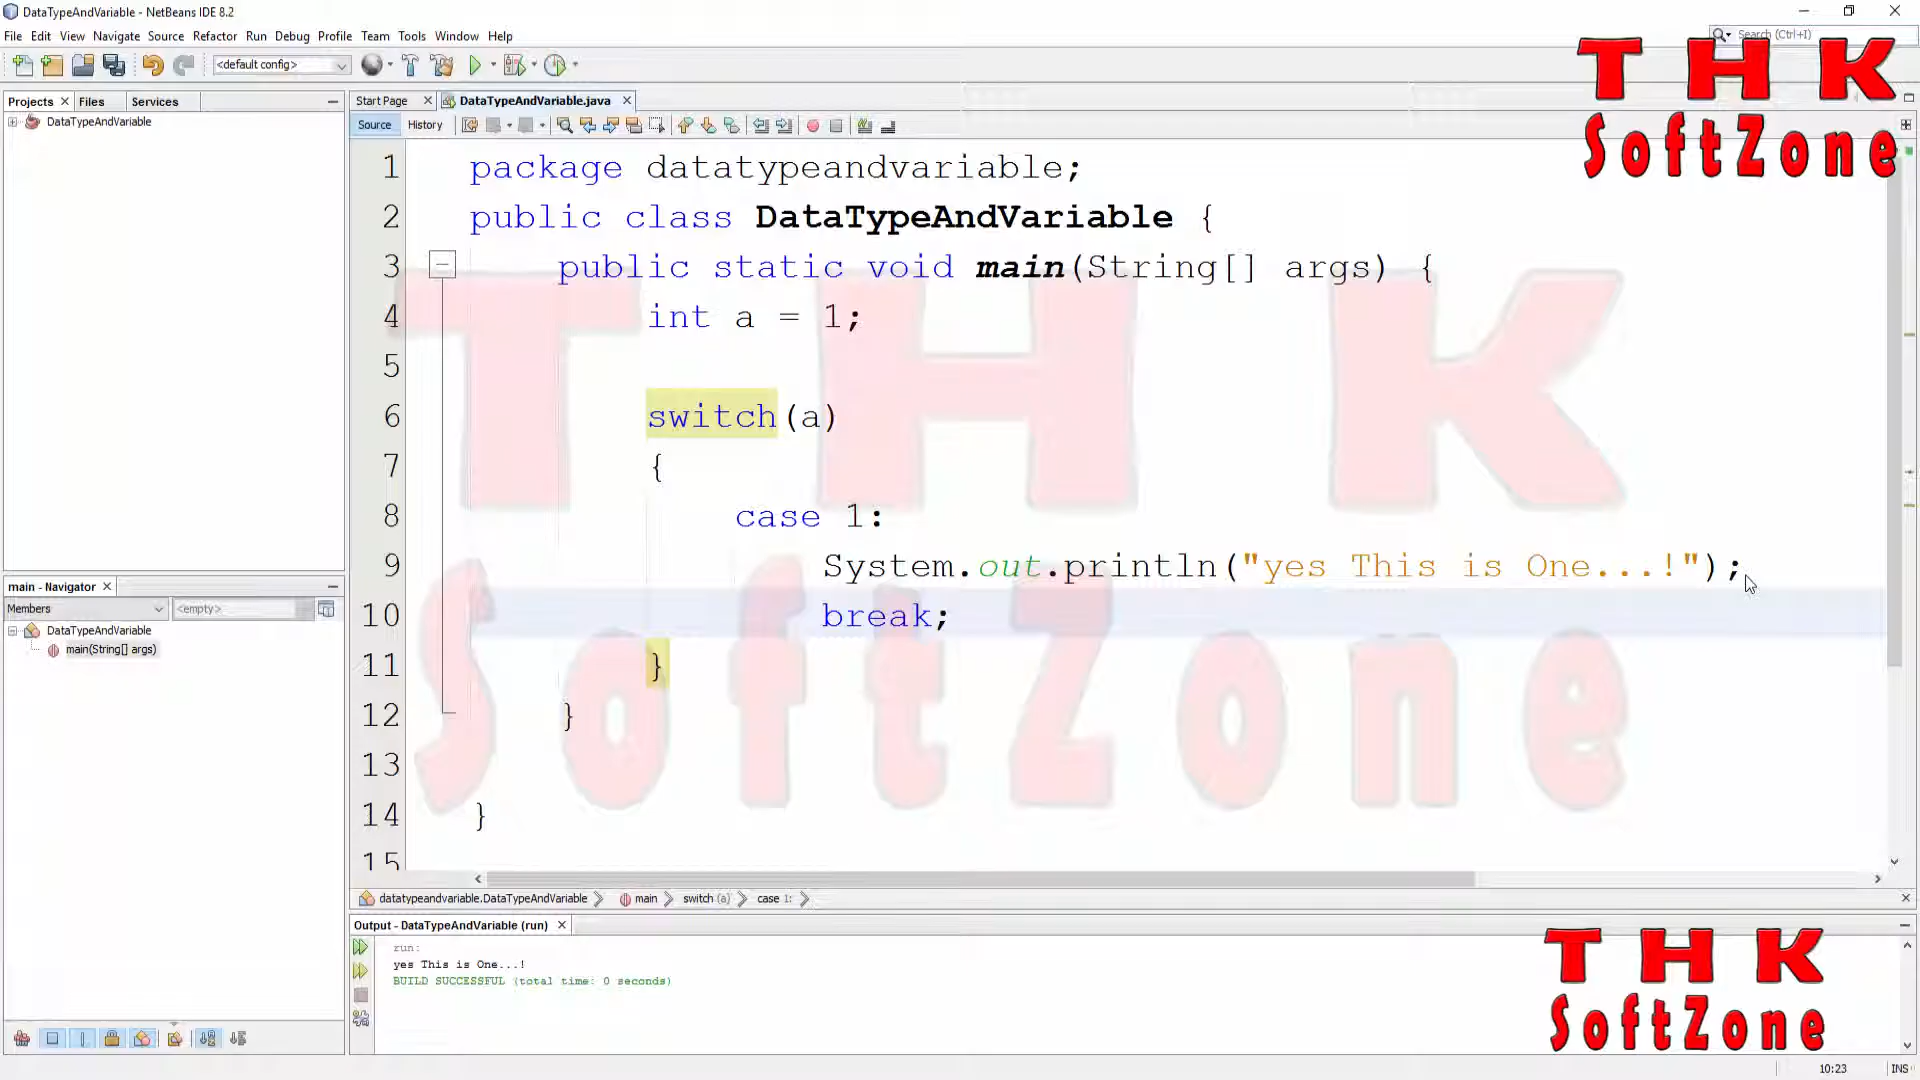 DataTypeAndVariable - NetBeans IDE 8.2
File Edit View Navigate Source Refactor Run Debug Profile Team Tools Window Help
Search (Ctrl+I)
<default config>
THK
SoftZone
Projects Files Services
Start Page DataTypeAndVariable.java
DataTypeAndVariable
Source History
1 package datatypeandvariable;
2 public class DataTypeAndVariable {
3 public static void main(String[] args) {
4 int a = 1;
5
6 switch(a)
7 {
8 case 1:
9 System.out.println("yes This is One...!");
10 break;
11 }
12 }
13
14 }
15
THK
SoftZone
main - Navigator
Members <empty>
DataTypeAndVariable
main(String[] args)
datatypeandvariable.DataTypeAndVariable main switch (a) case 1:
Output - DataTypeAndVariable (run)
run:
yes This is One...!
BUILD SUCCESSFUL (total time: 0 seconds)
THK
SoftZone
10:23 INS